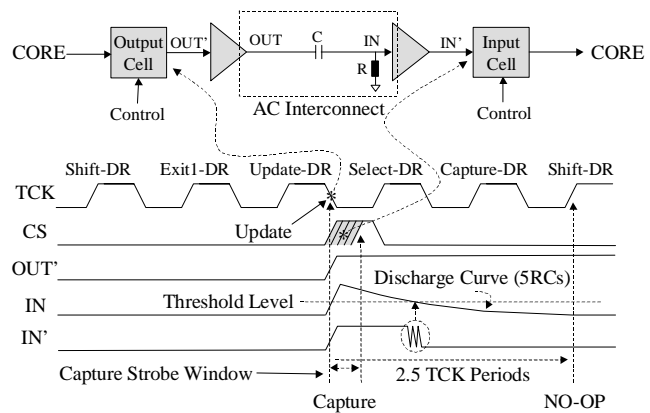 CORE
Output Cell
OUT'
OUT
C
IN
R
IN'
Input Cell
CORE
Control
AC Interconnect
Control
Shift-DR
Exit1-DR
Update-DR
Select-DR
Capture-DR
Shift-DR
TCK
*
Update
CS
*
OUT'
Discharge Curve (5RCs)
Threshold Level
IN
IN'
Capture Strobe Window
2.5 TCK Periods
Capture
NO-OP